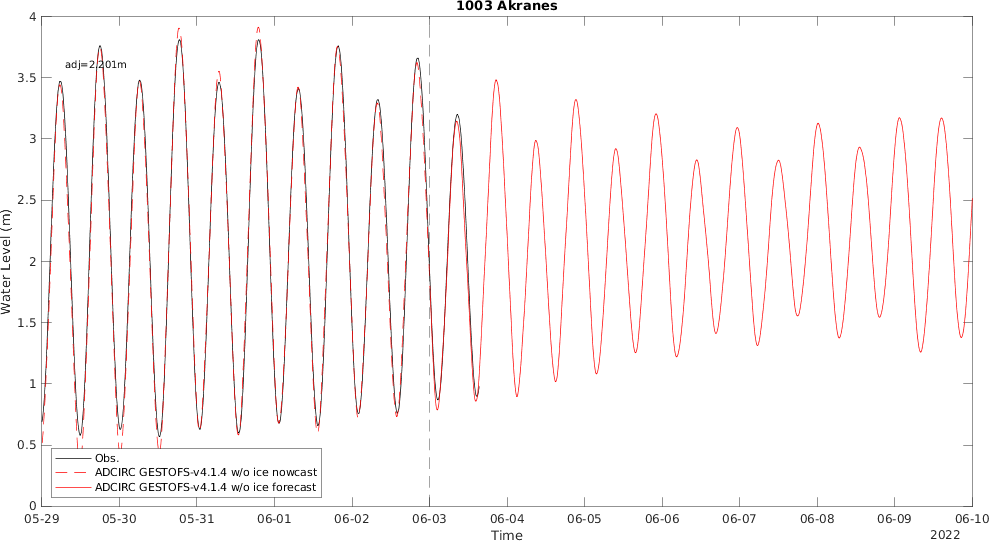 1003 Akranes
adj=2.201m
Water Level (m)
4
3.5
3
2.5
2
1.5
1
0.5
0
Obs.
ADCIRC GESTOFS-v4.1.4 w/o ice nowcast
ADCIRC GESTOFS-v4.1.4 w/o ice forecast
05-29 05-30 05-31 06-01 06-02 06-03 06-04 06-05 06-06 06-07 06-08 06-09 06-10
Time
2022